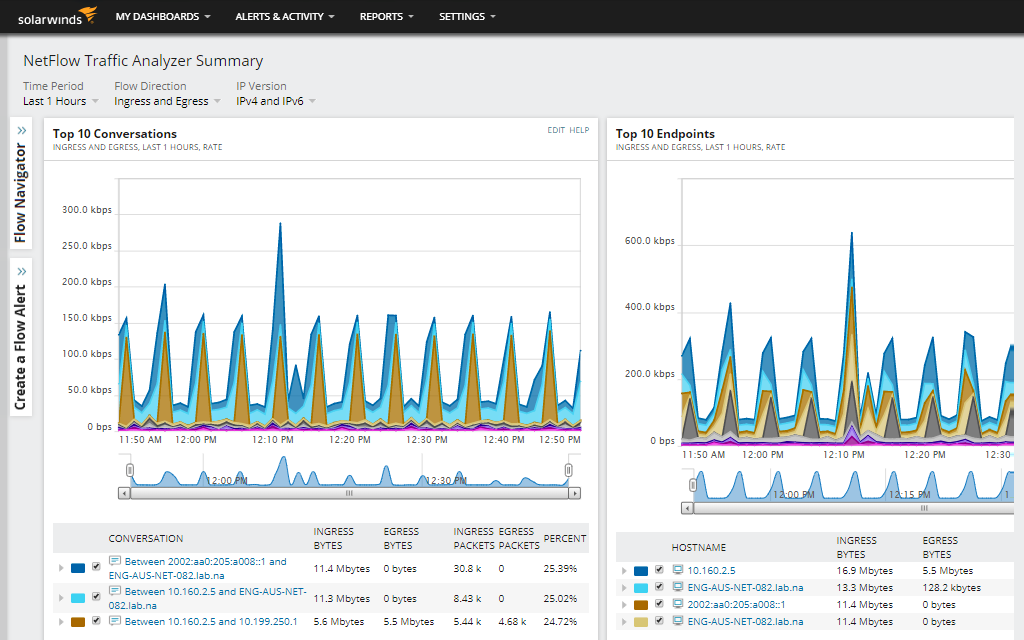 solarwinds MY DASHBOARDS ALERTS & ACTIVITY REPORTS SETTINGS
NetFlow Traffic Analyzer Summary
Time Period Flow Direction IP Version
Last 1 Hours Ingress and Egress IPv4 and IPv6
Flow Navigator
Create a Flow Alert
Top 10 Conversations EDIT HELP
INGRESS AND EGRESS, LAST 1 HOURS, RATE
300.0 kbps
250.0 kbps
200.0 kbps
150.0 kbps
100.0 kbps
50.0 kbps
0 bps
11:50 AM 12:00 PM 12:10 PM 12:20 PM 12:30 PM 12:40 PM 12:50 PM
12:00 PM 12:30 PM
CONVERSATION INGRESS BYTES EGRESS BYTES INGRESS PACKETS EGRESS PACKETS PERCENT
Between 2002:aa0:205:a008::1 and
ENG-AUS-NET-082.lab.na 11.4 Mbytes 0 bytes 30.8 k 0 25.39%
Between 10.160.2.5 and ENG-AUS-NET-
082.lab.na 11.3 Mbytes 0 bytes 8.43 k 0 25.02%
Between 10.160.2.5 and 10.199.250.1 5.6 Mbytes 5.5 Mbytes 5.44 k 4.68 k 24.72%
Top 10 Endpoints
INGRESS AND EGRESS, LAST 1 HOURS, RATE
600.0 kbps
400.0 kbps
200.0 kbps
0 bps
11:50 AM 12:00 PM 12:10 PM 12:20 PM 12:30
12:00 PM 12:15 PM 1
HOSTNAME INGRESS BYTES EGRESS BYTES
10.160.2.5 16.9 Mbytes 5.5 Mbytes
ENG-AUS-NET-082.lab.na 13.3 Mbytes 128.2 kbytes
2002:aa0:205:a008::1 11.4 Mbytes 0 bytes
ENG-AUS-NET-082.lab.na 11.4 Mbytes 0 bytes